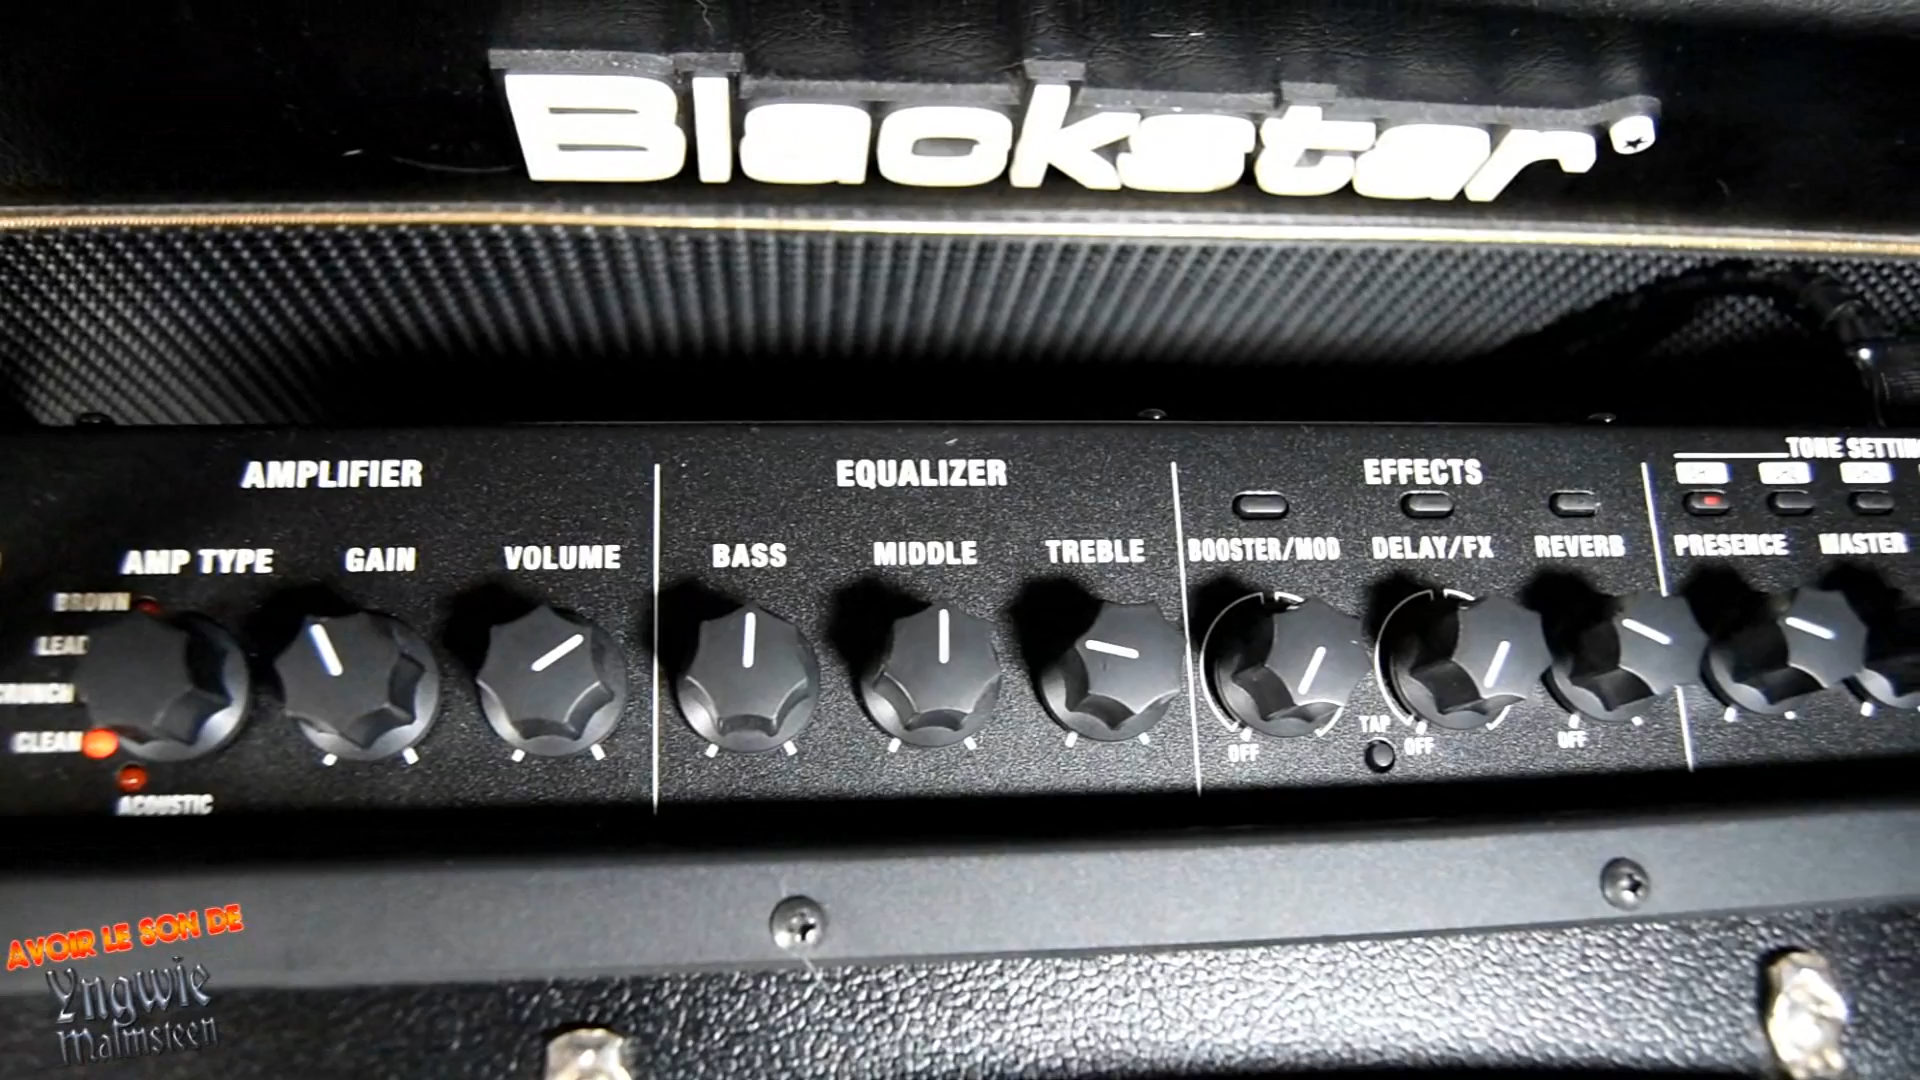 Blackstar
AMPLIFIER
EQUALIZER
EFFECTS
TONE
AMP TYPE
GAIN
VOLUME
BASS
MIDDLE
TREBLE
BOOSTER/MOD
DELAY/FX
REVERB
PRESENCE
MASTER
BROWN
LEAD
CRUNCH
CLEAN
ACOUSTIC
OFF
TAP
OFF
OFF
AVOIR LE SON DE
Yngwie
Malmsteen